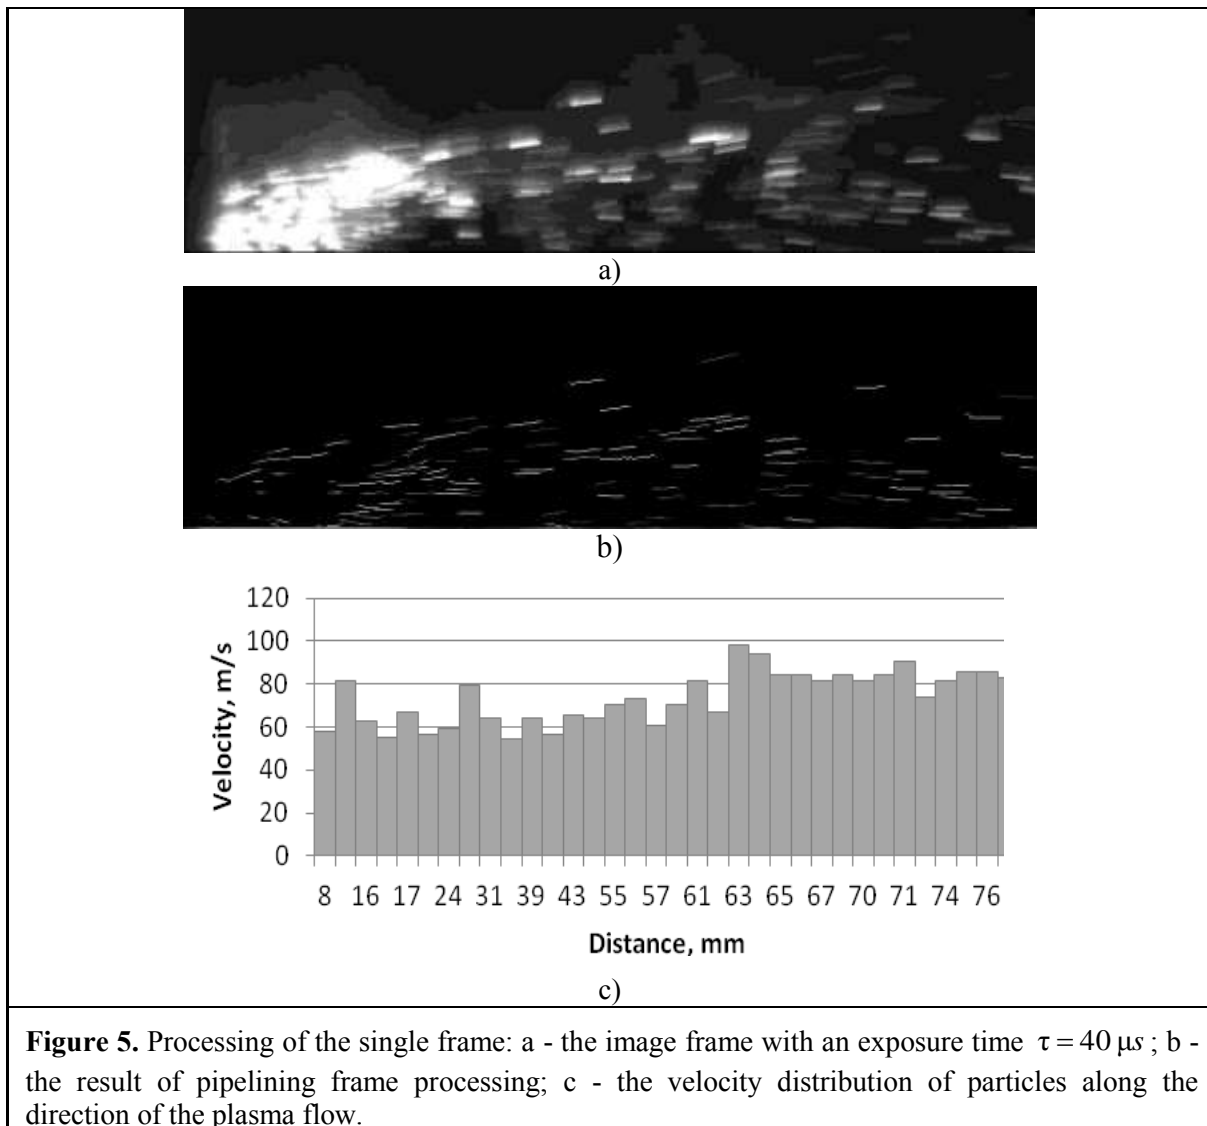 a)
b)
120
100
80
60
40
20
0
Velocity, m/s
8 16 17 24 31 39 43 55 57 61 63 65 67 70 71 74 76
Distance, mm
c)
Figure 5. Processing of the single frame: a - the image frame with an exposure time τ = 40 μs ; b -
the result of pipelining frame processing; c - the velocity distribution of particles along the
direction of the plasma flow.